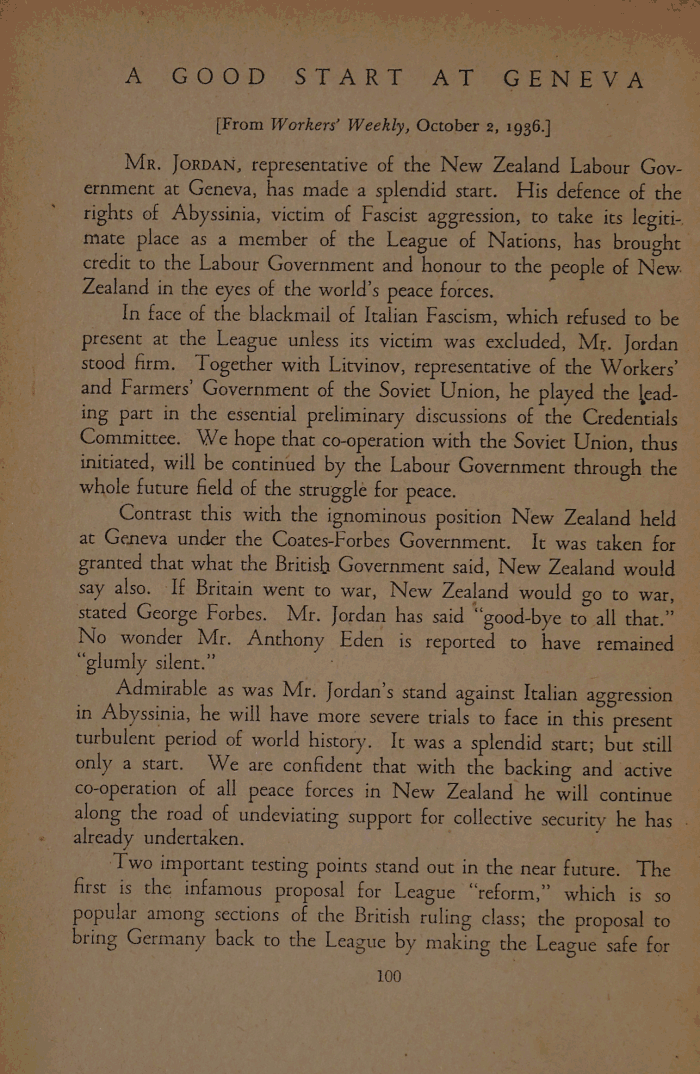 A GOOD START AT GENEVA
[From Workers' Weekly, October 2, 1936.]
MR. JORDAN, representative of the New Zealand Labour Gov-
ernment at Geneva, has made a splendid start. His defence of the
rights of Abyssinia, victim of Fascist aggression, to take its legiti-
mate place as a member of the League of Nations, has brought
credit to the Labour Government and honour to the people of New
Zealand in the eyes of the world's peace forces.
In face of the blackmail of Italian Fascism, which refused to be
present at the League unless its victim was excluded, Mr. Jordan
stood firm. Together with Litvinov, representative of the Workers'
and Farmers' Government of the Soviet Union, he played the lead-
ing part in the essential preliminary discussions of the Credentials
Committee. We hope that co-operation with the Soviet Union, thus
initiated, will be continued by the Labour Government through the
whole future field of the struggle for peace.
Contrast this with the ignominous position New Zealand held
at Geneva under the Coates-Forbes Government. It was taken for
granted that what the British Government said, New Zealand would
say also. If Britain went to war, New Zealand would go to war,
stated George Forbes. Mr. Jordan has said "good-bye to all that."
No wonder Mr. Anthony Eden is reported to have remained
"glumly silent."
Admirable as was Mr. Jordan's stand against Italian aggression
in Abyssinia, he will have more severe trials to face in this present
turbulent period of world history. It was a splendid start; but still
only a start. We are confident that with the backing and active
co-operation of all peace forces in New Zealand he will continue
along the road of undeviating support for collective security he has
already undertaken.
Two important testing points stand out in the near future. The
first is the infamous proposal for League "reform," which is so
popular among sections of the British ruling class; the proposal to
bring Germany back to the League by making the League safe for
100